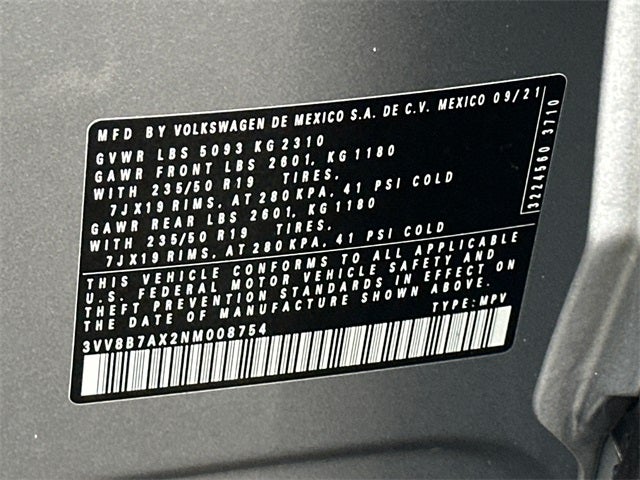 MFD BY VOLKSWAGEN DE MEXICO S.A. DE C.V. MEXICO 09/21
GVWR LBS 5093 KG 2310
GAWR FRONT LBS 2601, KG 1180
WITH 235/50 R19 TIRES,
7JX19 RIMS, AT 280 KPA, 41 PSI COLD
GAWR REAR LBS 2601, KG 1180
WITH 235/50 R19 TIRES,
7JX19 RIMS, AT 280 KPA, 41 PSI COLD
THIS VEHICLE CONFORMS TO ALL APPLICABLE
U.S. FEDERAL MOTOR VEHICLE SAFETY AND
THEFT PREVENTION STANDARDS IN EFFECT ON
THE DATE OF MANUFACTURE SHOWN ABOVE.
3VV8B7AX2NM008754 TYPE: MPV
3224560 3710